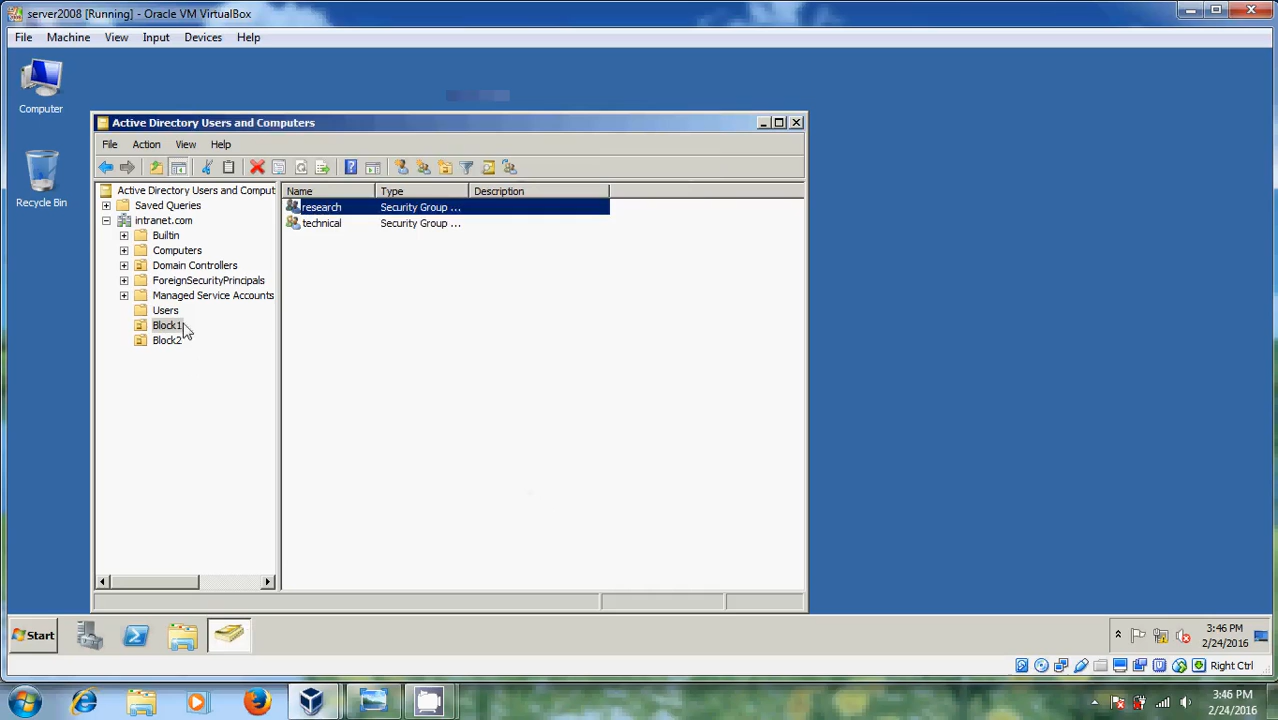 server2008 [Running] - Oracle VM VirtualBox
File Machine View Input Devices Help
Computer
Recycle Bin
Active Directory Users and Computers
File Action View Help
Active Directory Users and Comput
Saved Queries
intranet.com
Builtin
Computers
Domain Controllers
ForeignSecurityPrincipals
Managed Service Accounts
Users
Block1
Block2
Name Type Description
research Security Group ...
technical Security Group ...
Start
3:46 PM
2/24/2016
Right Ctrl
3:46 PM
2/24/2016